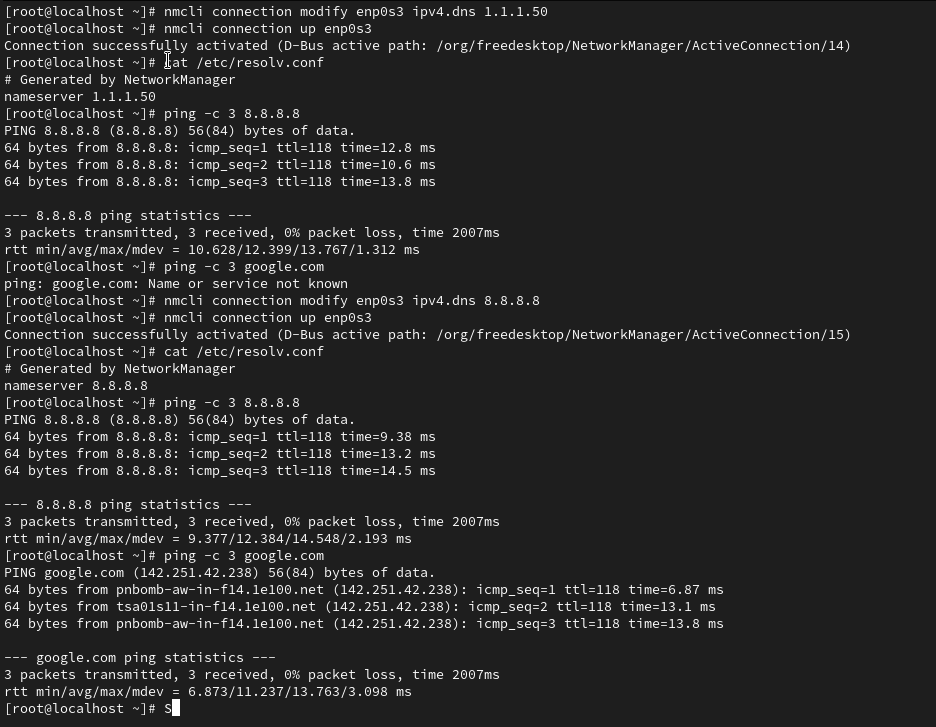 [root@localhost ~]# nmcli connection modify enp0s3 ipv4.dns 1.1.1.50
[root@localhost ~]# nmcli connection up enp0s3
Connection successfully activated (D-Bus active path: /org/freedesktop/NetworkManager/ActiveConnection/14)
[root@localhost ~]# cat /etc/resolv.conf
# Generated by NetworkManager
nameserver 1.1.1.50
[root@localhost ~]# ping -c 3 8.8.8.8
PING 8.8.8.8 (8.8.8.8) 56(84) bytes of data.
64 bytes from 8.8.8.8: icmp_seq=1 ttl=118 time=12.8 ms
64 bytes from 8.8.8.8: icmp_seq=2 ttl=118 time=10.6 ms
64 bytes from 8.8.8.8: icmp_seq=3 ttl=118 time=13.8 ms

--- 8.8.8.8 ping statistics ---
3 packets transmitted, 3 received, 0% packet loss, time 2007ms
rtt min/avg/max/mdev = 10.628/12.399/13.767/1.312 ms
[root@localhost ~]# ping -c 3 google.com
ping: google.com: Name or service not known
[root@localhost ~]# nmcli connection modify enp0s3 ipv4.dns 8.8.8.8
[root@localhost ~]# nmcli connection up enp0s3
Connection successfully activated (D-Bus active path: /org/freedesktop/NetworkManager/ActiveConnection/15)
[root@localhost ~]# cat /etc/resolv.conf
# Generated by NetworkManager
nameserver 8.8.8.8
[root@localhost ~]# ping -c 3 8.8.8.8
PING 8.8.8.8 (8.8.8.8) 56(84) bytes of data.
64 bytes from 8.8.8.8: icmp_seq=1 ttl=118 time=9.38 ms
64 bytes from 8.8.8.8: icmp_seq=2 ttl=118 time=13.2 ms
64 bytes from 8.8.8.8: icmp_seq=3 ttl=118 time=14.5 ms

--- 8.8.8.8 ping statistics ---
3 packets transmitted, 3 received, 0% packet loss, time 2007ms
rtt min/avg/max/mdev = 9.377/12.384/14.548/2.193 ms
[root@localhost ~]# ping -c 3 google.com
PING google.com (142.251.42.238) 56(84) bytes of data.
64 bytes from pnbomb-aw-in-f14.1e100.net (142.251.42.238): icmp_seq=1 ttl=118 time=6.87 ms
64 bytes from tsa01s11-in-f14.1e100.net (142.251.42.238): icmp_seq=2 ttl=118 time=13.1 ms
64 bytes from pnbomb-aw-in-f14.1e100.net (142.251.42.238): icmp_seq=3 ttl=118 time=13.8 ms

--- google.com ping statistics ---
3 packets transmitted, 3 received, 0% packet loss, time 2007ms
rtt min/avg/max/mdev = 6.873/11.237/13.763/3.098 ms
[root@localhost ~]# S